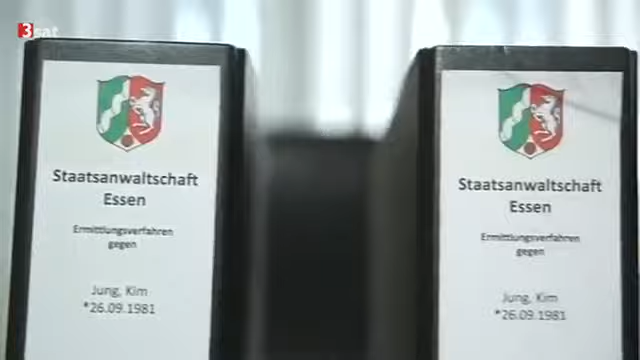 3sat
Staatsanwaltschaft
Essen
Ermittlungsverfahren
gegen
Jung, Kim
*26.09.1981
Staatsanwaltschaft
Essen
Ermittlungsverfahren
gegen
Jung, Kim
*26.09.1981